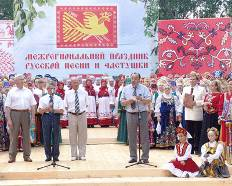 МЕЖРЕГИОНАЛЬНЫЙ ПРАЗДНИК
РУССКОЙ ПЕСНИ И ЧАСТУШКИ